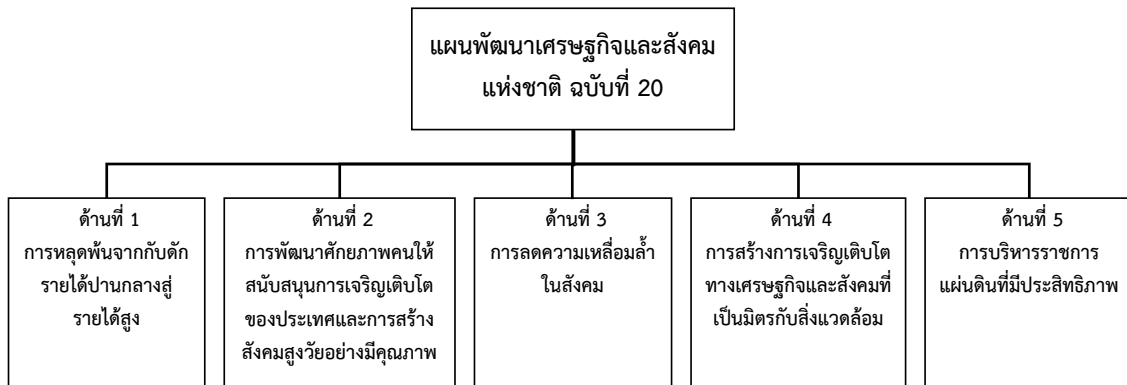 แผนพัฒนาเศรษฐกิจและสังคม
แห่งชาติ ฉบับที่ 20
ด้านที่ 1
การหลุดพ้นจากกับดัก
รายได้ปานกลางสู่
รายได้สูง
ด้านที่ 2
การพัฒนาศักยภาพคนให้
สนับสนุนการเจริญเติบโต
ของประเทศและการสร้าง
สังคมสูงวัยอย่างมีคุณภาพ
ด้านที่ 3
การลดความเหลื่อมล้ำ
ในสังคม
ด้านที่ 4
การสร้างการเจริญเติบโต
ทางเศรษฐกิจและสังคมที่
เป็นมิตรกับสิ่งแวดล้อม
ด้านที่ 5
การบริหารราชการ
แผ่นดินที่มีประสิทธิภาพ